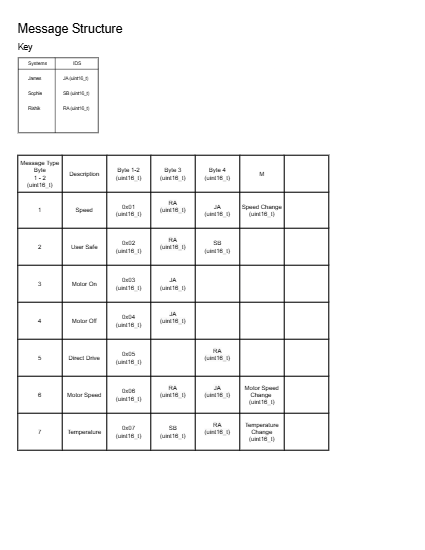 Message Structure
Key
Systems IDS
James JA (uint16_t)
Sophie SB (uint16_t)
Rishik RA (uint16_t)
Message Type
Byte
1 - 2
(uint16_t)
Description
Byte 1-2
(uint16_t)
Byte 3
(uint16_t)
Byte 4
(uint16_t)
M
1
Speed
0x01
(uint16_t)
RA
(uint16_t)
JA
(uint16_t)
Speed Change
(uint16_t)
2
User Safe
0x02
(uint16_t)
RA
(uint16_t)
SB
(uint16_t)
3
Motor On
0x03
(uint16_t)
JA
(uint16_t)
4
Motor Off
0x04
(uint16_t)
JA
(uint16_t)
5
Direct Drive
0x05
(uint16_t)
RA
(uint16_t)
6
Motor Speed
0x06
(uint16_t)
RA
(uint16_t)
JA
(uint16_t)
Motor Speed
Change
(uint16_t)
7
Temperature
0x07
(uint16_t)
SB
(uint16_t)
RA
(uint16_t)
Temperature
Change
(uint16_t)